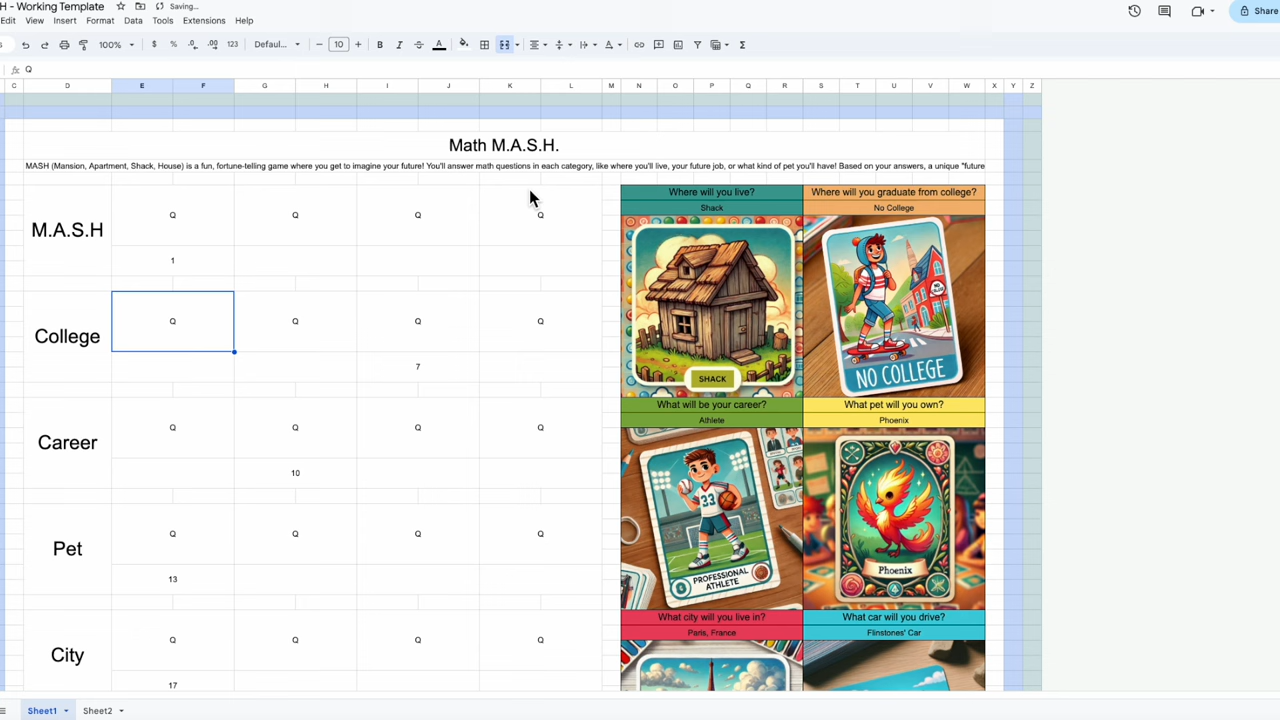 H - Working Template Saving...
Edit View Insert Format Data Tools Extensions Help
Share
100% $ % .0 .00 123 Defaul... 10 B I S A Σ
fx Q
C D E F G H I J K L M N O P Q R S T U V W X Y Z
Math M.A.S.H.
MASH (Mansion, Apartment, Shack, House) is a fun, fortune-telling game where you get to imagine your future! You'll answer math questions in each category, like where you'll live, your future job, or what kind of pet you'll have! Based on your answers, a unique "future
Where will you live? Where will you graduate from college?
Shack No College
M.A.S.H Q Q Q Q
1
SHACK
NO COLLEGE
College Q Q Q Q
7
What will be your career? What pet will you own?
Athlete Phoenix
Career Q Q Q Q
10
33
PROFESSIONAL
ATHLETE
Phoenix
Pet Q Q Q Q
13
What city will you live in? What car will you drive?
Paris, France Flinstones' Car
City Q Q Q Q
17
Sheet1 Sheet2